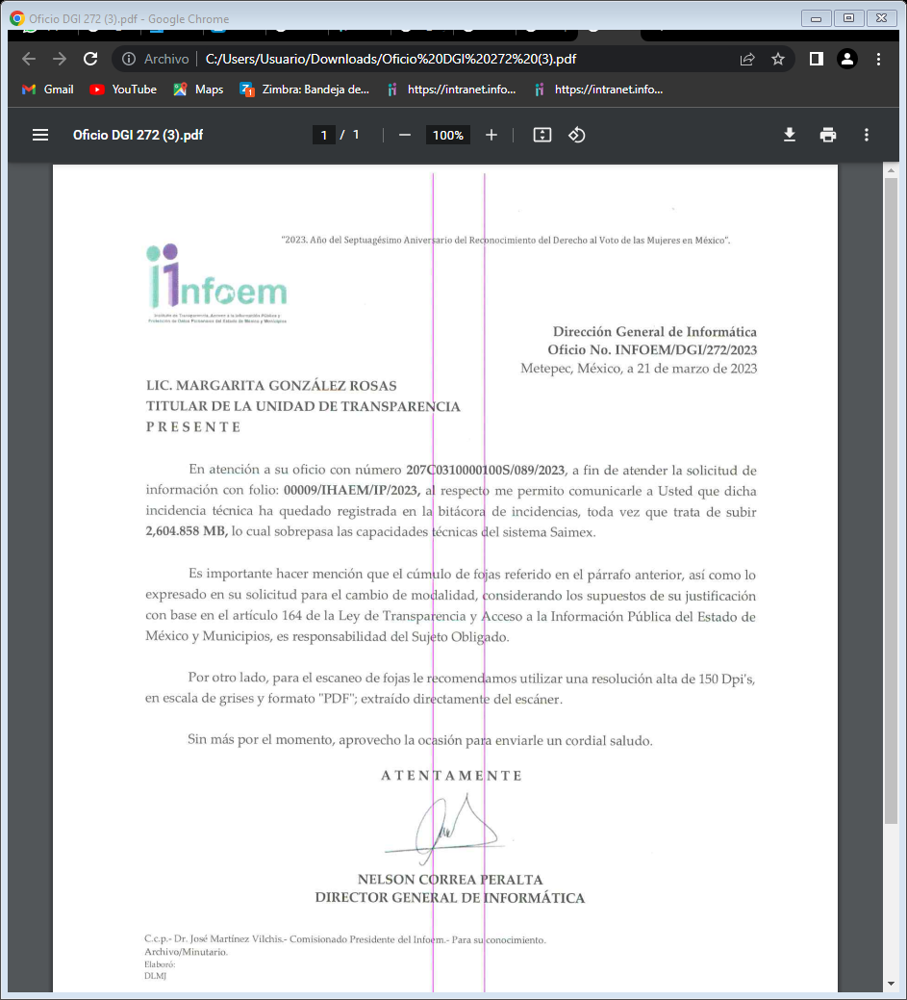 Oficio DGI 272 (3).pdf - Google Chrome
Archivo C:/Users/Usuario/Downloads/Oficio%20DGI%20272%20(3).pdf
Gmail YouTube Maps Zimbra: Bandeja de... https://intranet.info... https://intranet.info...
Oficio DGI 272 (3).pdf 1 / 1 100%
"2023. Año del Septuagésimo Aniversario del Reconocimiento del Derecho al Voto de las Mujeres en México".
infoem
Instituto de Transparencia, Acceso a la Información Pública y
Protección de Datos Personales del Estado de México y Municipios
Dirección General de Informática
Oficio No. INFOEM/DGI/272/2023
Metepec, México, a 21 de marzo de 2023
LIC. MARGARITA GONZÁLEZ ROSAS
TITULAR DE LA UNIDAD DE TRANSPARENCIA
P R E S E N T E
En atención a su oficio con número 207C0310000100S/089/2023, a fin de atender la solicitud de
información con folio: 00009/IHAEM/IP/2023, al respecto me permito comunicarle a Usted que dicha
incidencia técnica ha quedado registrada en la bitácora de incidencias, toda vez que trata de subir
2,604.858 MB, lo cual sobrepasa las capacidades técnicas del sistema Saimex.
Es importante hacer mención que el cúmulo de fojas referido en el párrafo anterior, así como lo
expresado en su solicitud para el cambio de modalidad, considerando los supuestos de su justificación
con base en el artículo 164 de la Ley de Transparencia y Acceso a la Información Pública del Estado de
México y Municipios, es responsabilidad del Sujeto Obligado.
Por otro lado, para el escaneo de fojas le recomendamos utilizar una resolución alta de 150 Dpi's,
en escala de grises y formato "PDF"; extraído directamente del escáner.
Sin más por el momento, aprovecho la ocasión para enviarle un cordial saludo.
A T E N T A M E N T E
NELSON CORREA PERALTA
DIRECTOR GENERAL DE INFORMÁTICA
C.c.p.- Dr. José Martínez Vilchis.- Comisionado Presidente del Infoem.- Para su conocimiento.
Archivo/Minutario.
Elaboró:
DLMJ